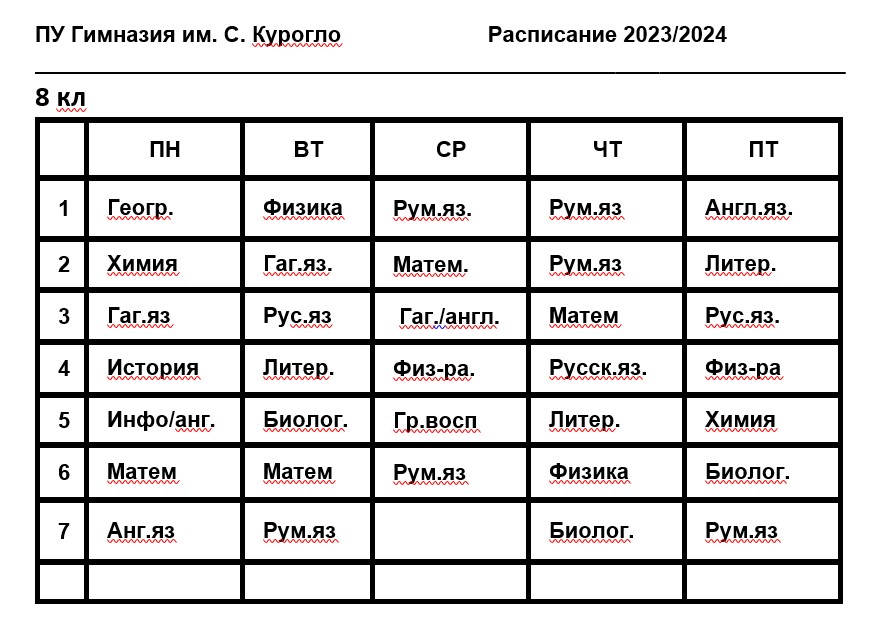 ПУ Гимназия им. С. Курогло Расписание 2023/2024
8 кл
ПН ВТ СР ЧТ ПТ
1 Геогр. Физика Рум.яз. Рум.яз Англ.яз.
2 Химия Гаг.яз. Матем. Рум.яз Литер.
3 Гаг.яз Рус.яз Гаг./англ. Матем Рус.яз.
4 История Литер. Физ-ра. Русск.яз. Физ-ра
5 Инфо/анг. Биолог. Гр.восп Литер. Химия
6 Матем Матем Рум.яз Физика Биолог.
7 Анг.яз Рум.яз Биолог. Рум.яз